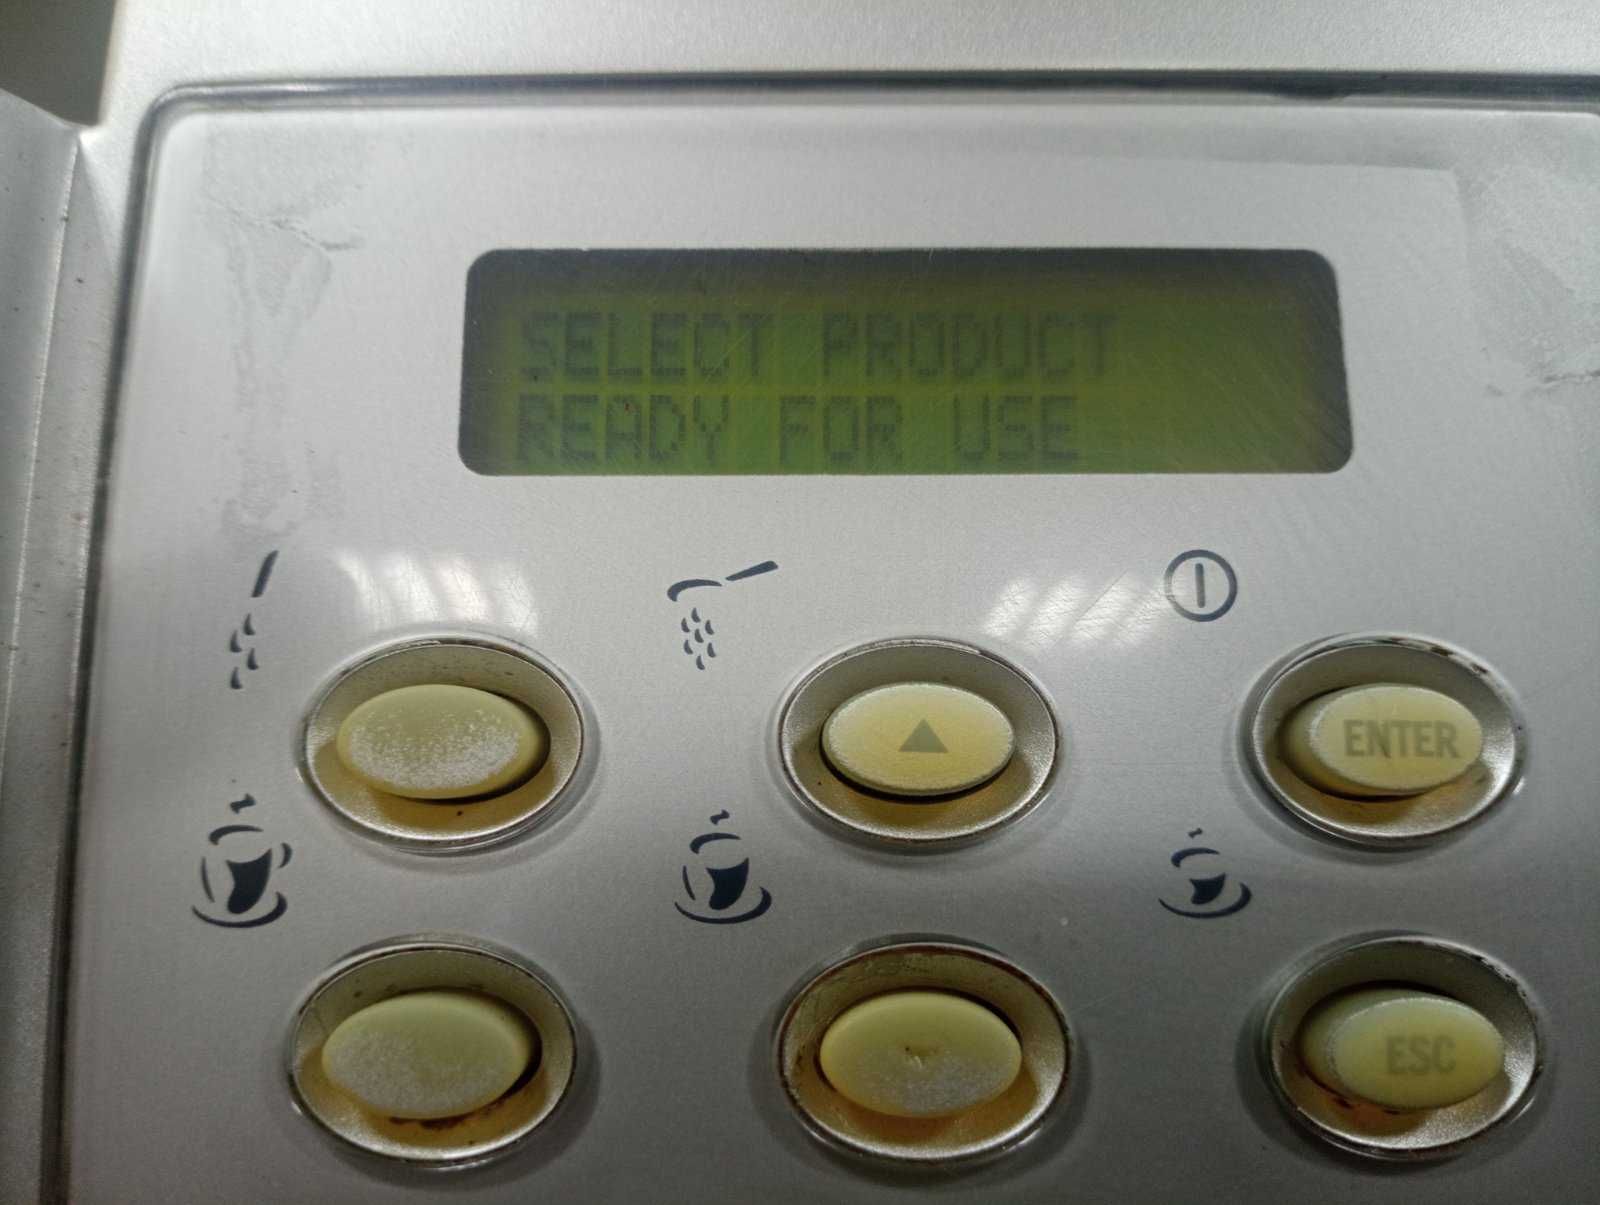 SELECT PRODUCT
READY FOR USE
ENTER
ESC